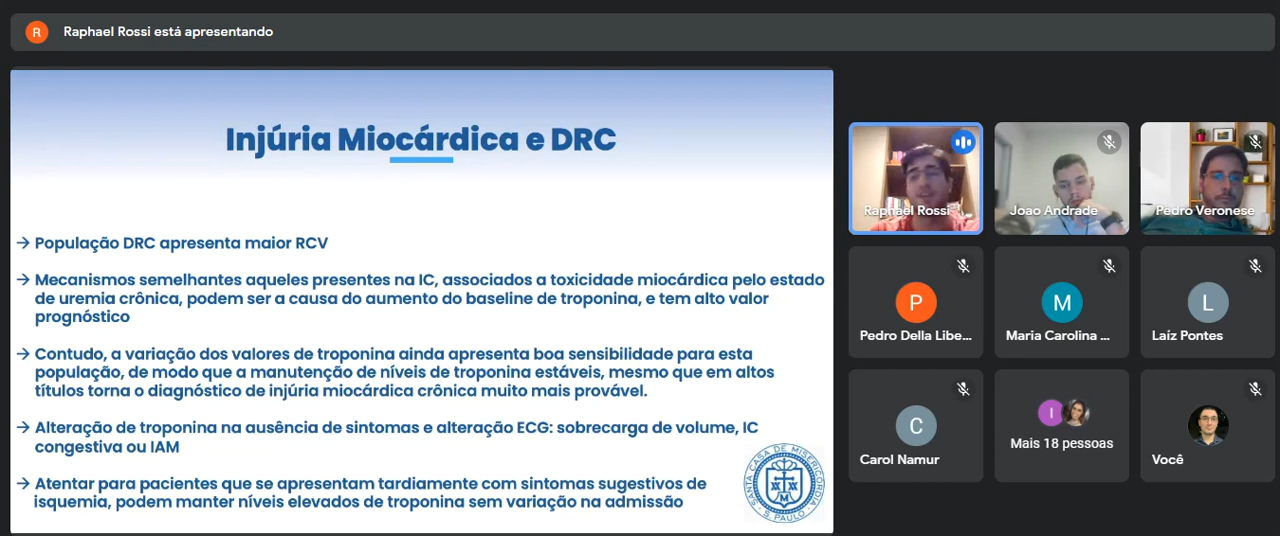 R
Raphael Rossi está apresentando
Injúria Miocárdica e DRC
→ População DRC apresenta maior RCV
→ Mecanismos semelhantes aqueles presentes na IC, associados a toxicidade miocárdica pelo estado
de uremia crônica, podem ser a causa do aumento do baseline de troponina, e tem alto valor
prognóstico
→ Contudo, a variação dos valores de troponina ainda apresenta boa sensibilidade para esta
população, de modo que a manutenção de níveis de troponina estáveis, mesmo que em altos
títulos torna o diagnóstico de injúria miocárdica crônica muito mais provável.
→ Alteração de troponina na ausência de sintomas e alteração ECG: sobrecarga de volume, IC
congestiva ou IAM
→ Atentar para pacientes que se apresentam tardiamente com sintomas sugestivos de
isquemia, podem manter níveis elevados de troponina sem variação na admissão
SANTA CASA DE MISERICÓRDIA
S. PAULO
Raphael Rossi
Joao Andrade
Pedro Veronese
P
Pedro Della Libe...
M
Maria Carolina ...
L
Laíz Pontes
C
Carol Namur
I
Mais 18 pessoas
Você